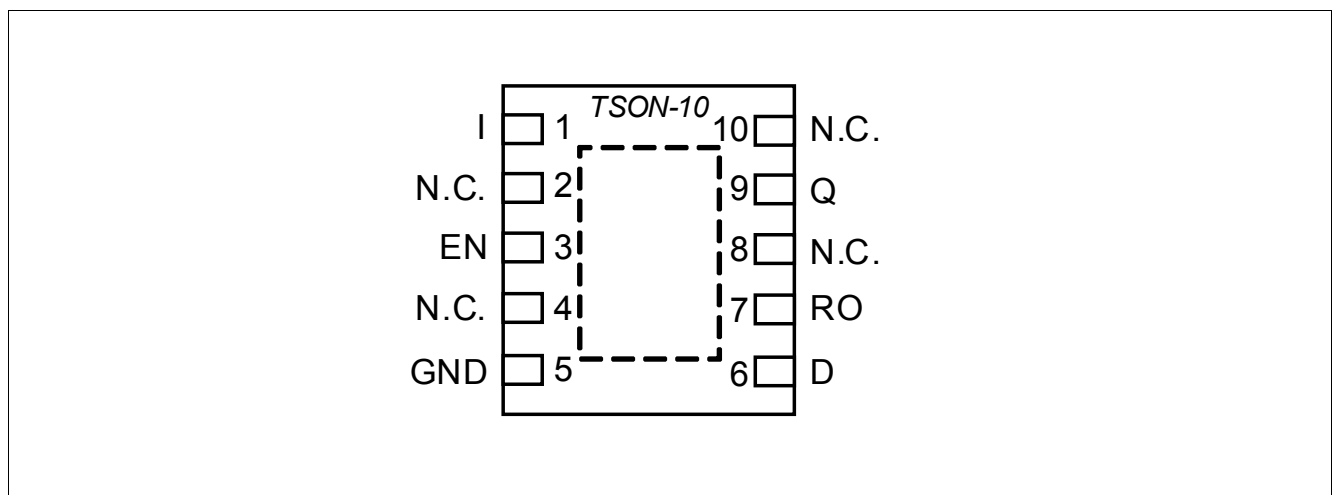 TSON-10
I 1 10 N.C.
N.C. 2 9 Q
EN 3 8 N.C.
N.C. 4 7 RO
GND 5 6 D